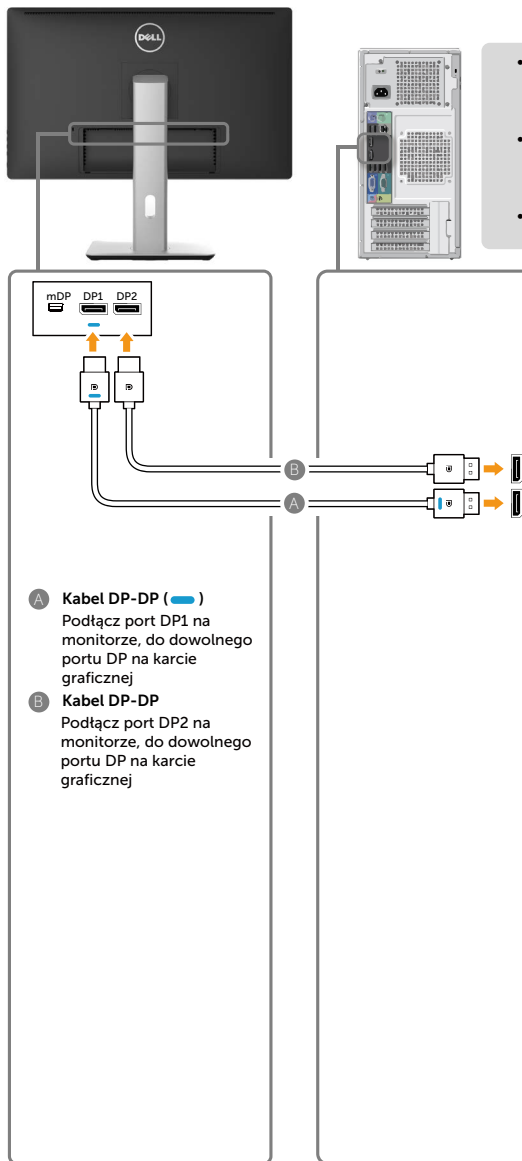 DELL
mDP DP1 DP2
B
A
A Kabel DP-DP ( )
Podłącz port DP1 na
monitorze, do dowolnego
portu DP na karcie
graficznej
B Kabel DP-DP
Podłącz port DP2 na
monitorze, do dowolnego
portu DP na karcie
graficznej